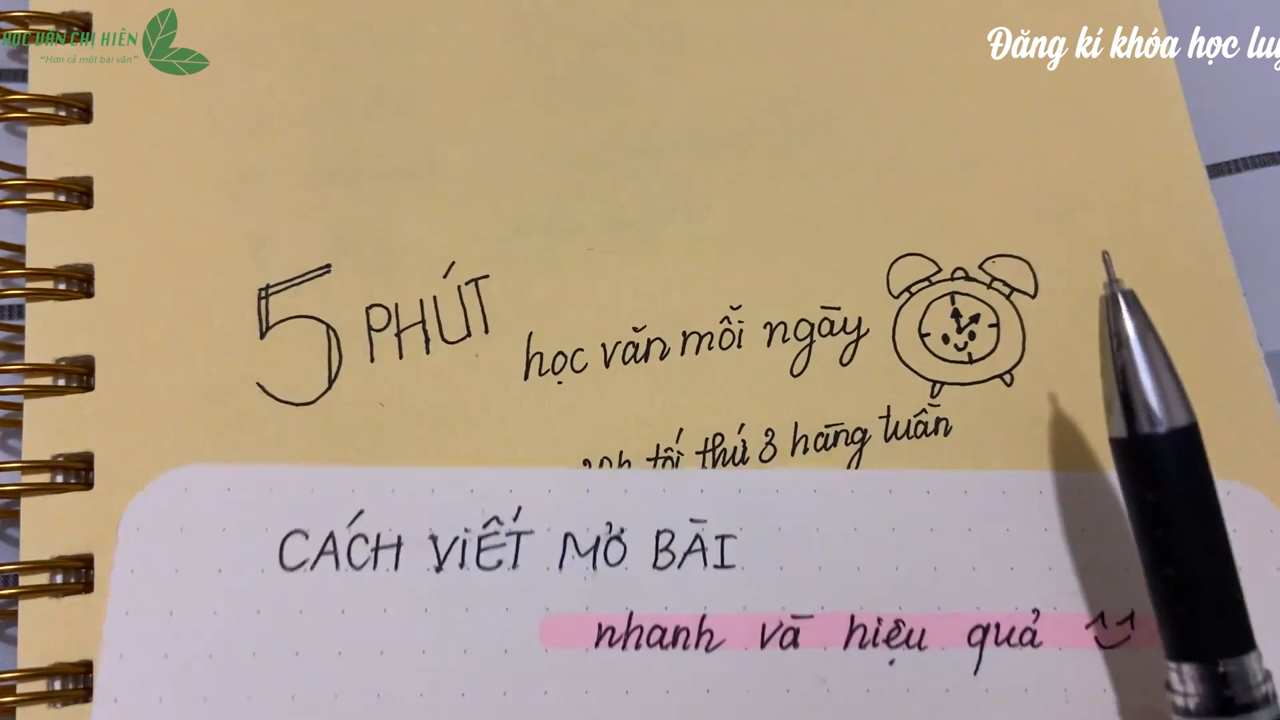 HỌC VĂN CHỊ HIÊN
"Hơn cả một bài văn"
Đăng kí khóa học
5 PHÚT
học văn mỗi ngày
tối thứ 3 hàng tuần
CÁCH VIẾT MỞ BÀI
nhanh và hiệu quả ^^